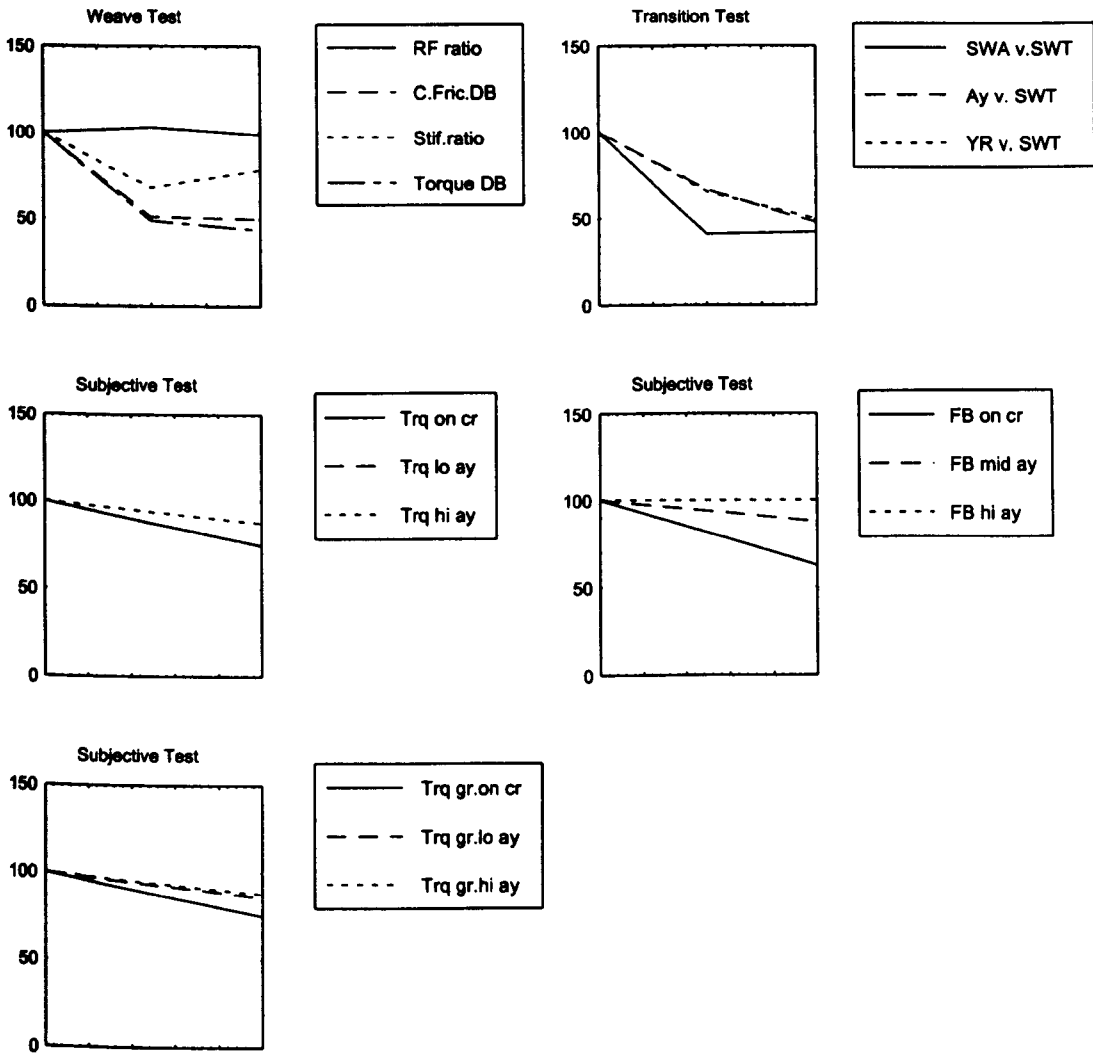 Weave Test
150
100
50
0
RF ratio
C.Fric.DB
Stif.ratio
Torque DB
Transition Test
150
100
50
0
SWA v.SWT
Ay v. SWT
YR v. SWT
Subjective Test
150
100
50
0
Trq on cr
Trq lo ay
Trq hi ay
Subjective Test
150
100
50
0
FB on cr
FB mid ay
FB hi ay
Subjective Test
150
100
50
0
Trq gr.on cr
Trq gr.lo ay
Trq gr.hi ay